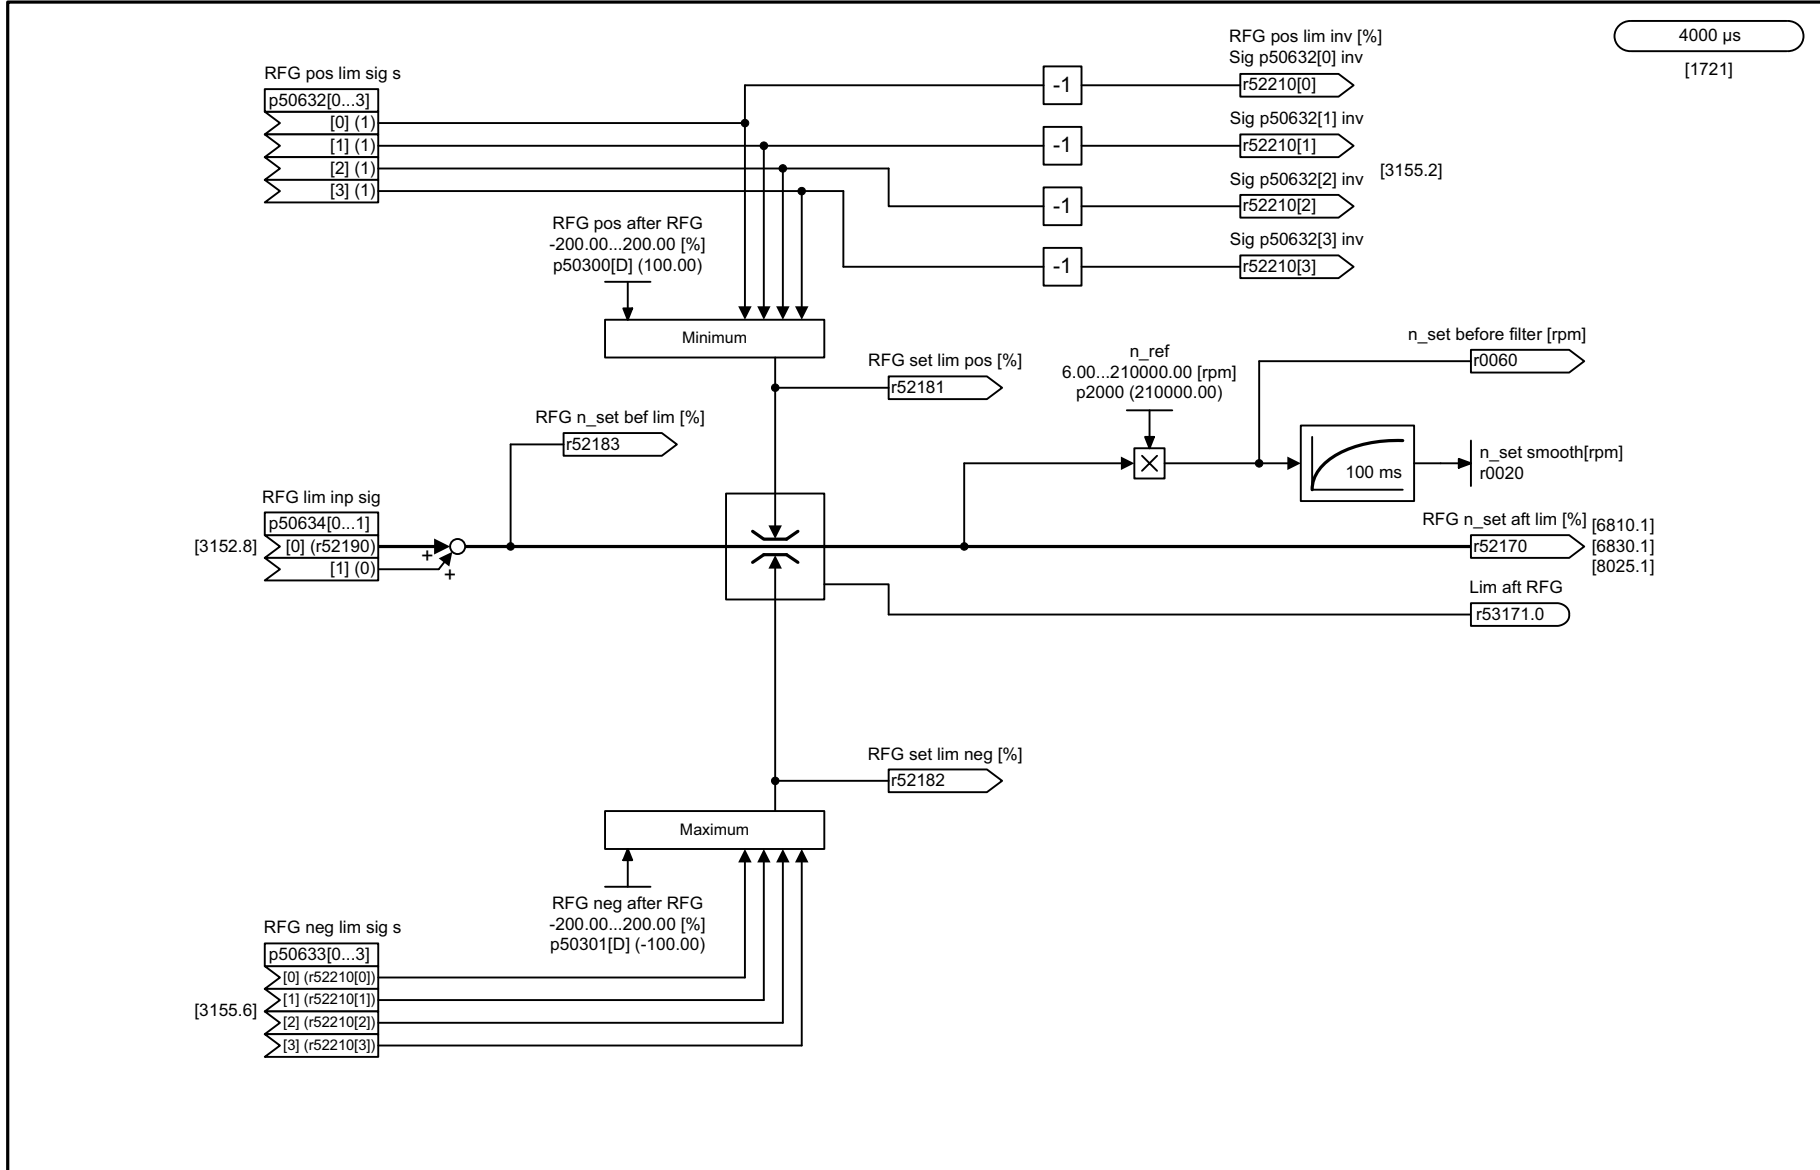 4000 µs
[1721]
RFG pos lim sig s
p50632[0...3]
[0] (1)
[1] (1)
[2] (1)
[3] (1)
RFG pos lim inv [%]
Sig p50632[0] inv
-1
r52210[0]
Sig p50632[1] inv
-1
r52210[1]
[3155.2]
Sig p50632[2] inv
-1
r52210[2]
Sig p50632[3] inv
-1
r52210[3]
RFG pos after RFG
-200.00...200.00 [%]
p50300[D] (100.00)
Minimum
RFG set lim pos [%]
r52181
n_ref
6.00...210000.00 [rpm]
p2000 (210000.00)
n_set before filter [rpm]
r0060
RFG n_set bef lim [%]
r52183
100 ms
n_set smooth[rpm]
r0020
RFG lim inp sig
p50634[0...1]
[3152.8]
[0] (r52190)
[1] (0)
+
+
RFG n_set aft lim [%]
r52170
[6810.1]
[6830.1]
[8025.1]
Lim aft RFG
r53171.0
RFG set lim neg [%]
r52182
Maximum
RFG neg after RFG
-200.00...200.00 [%]
p50301[D] (-100.00)
RFG neg lim sig s
p50633[0...3]
[0] (r52210[0])
[1] (r52210[1])
[3155.6]
[2] (r52210[2])
[3] (r52210[3])